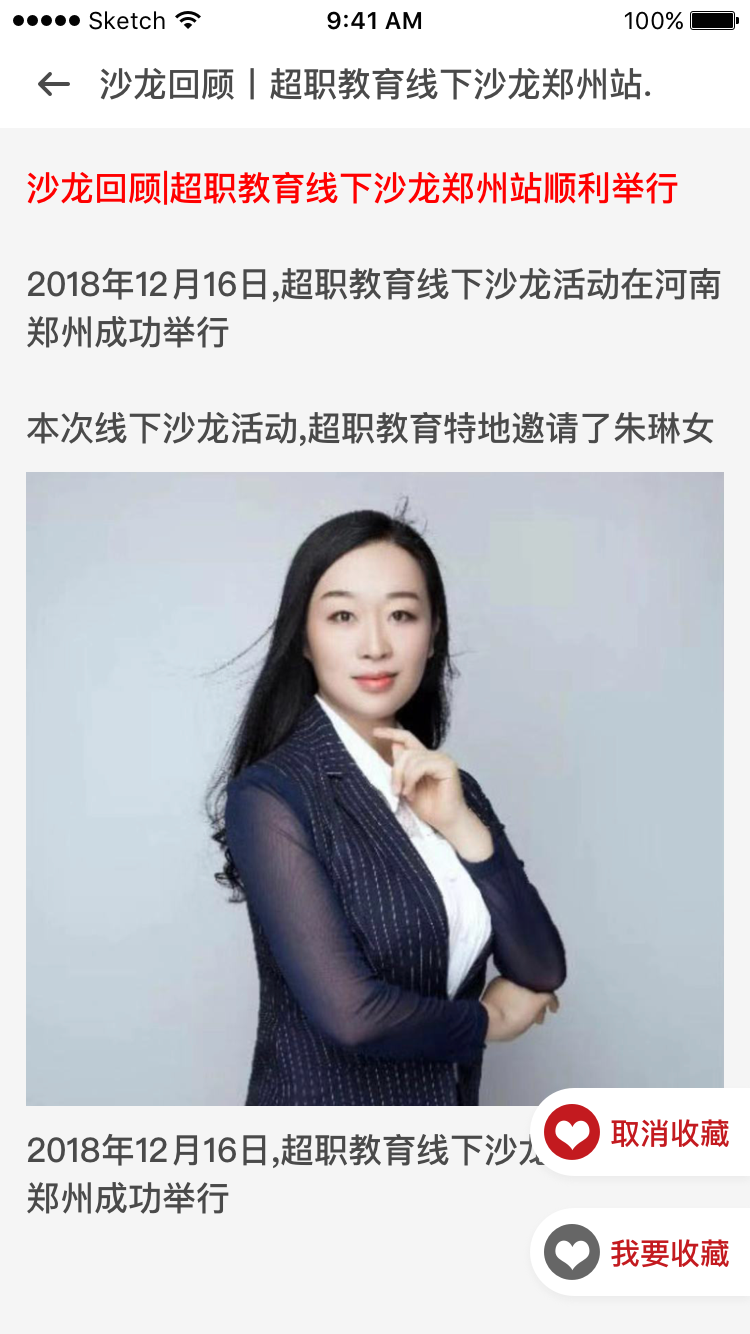 Sketch 9:41 AM 100%
沙龙回顾丨超职教育线下沙龙郑州站.
沙龙回顾|超职教育线下沙龙郑州站顺利举行
2018年12月16日,超职教育线下沙龙活动在河南
郑州成功举行
本次线下沙龙活动,超职教育特地邀请了朱琳女
2018年12月16日,超职教育线下沙龙
取消收藏
郑州成功举行
我要收藏